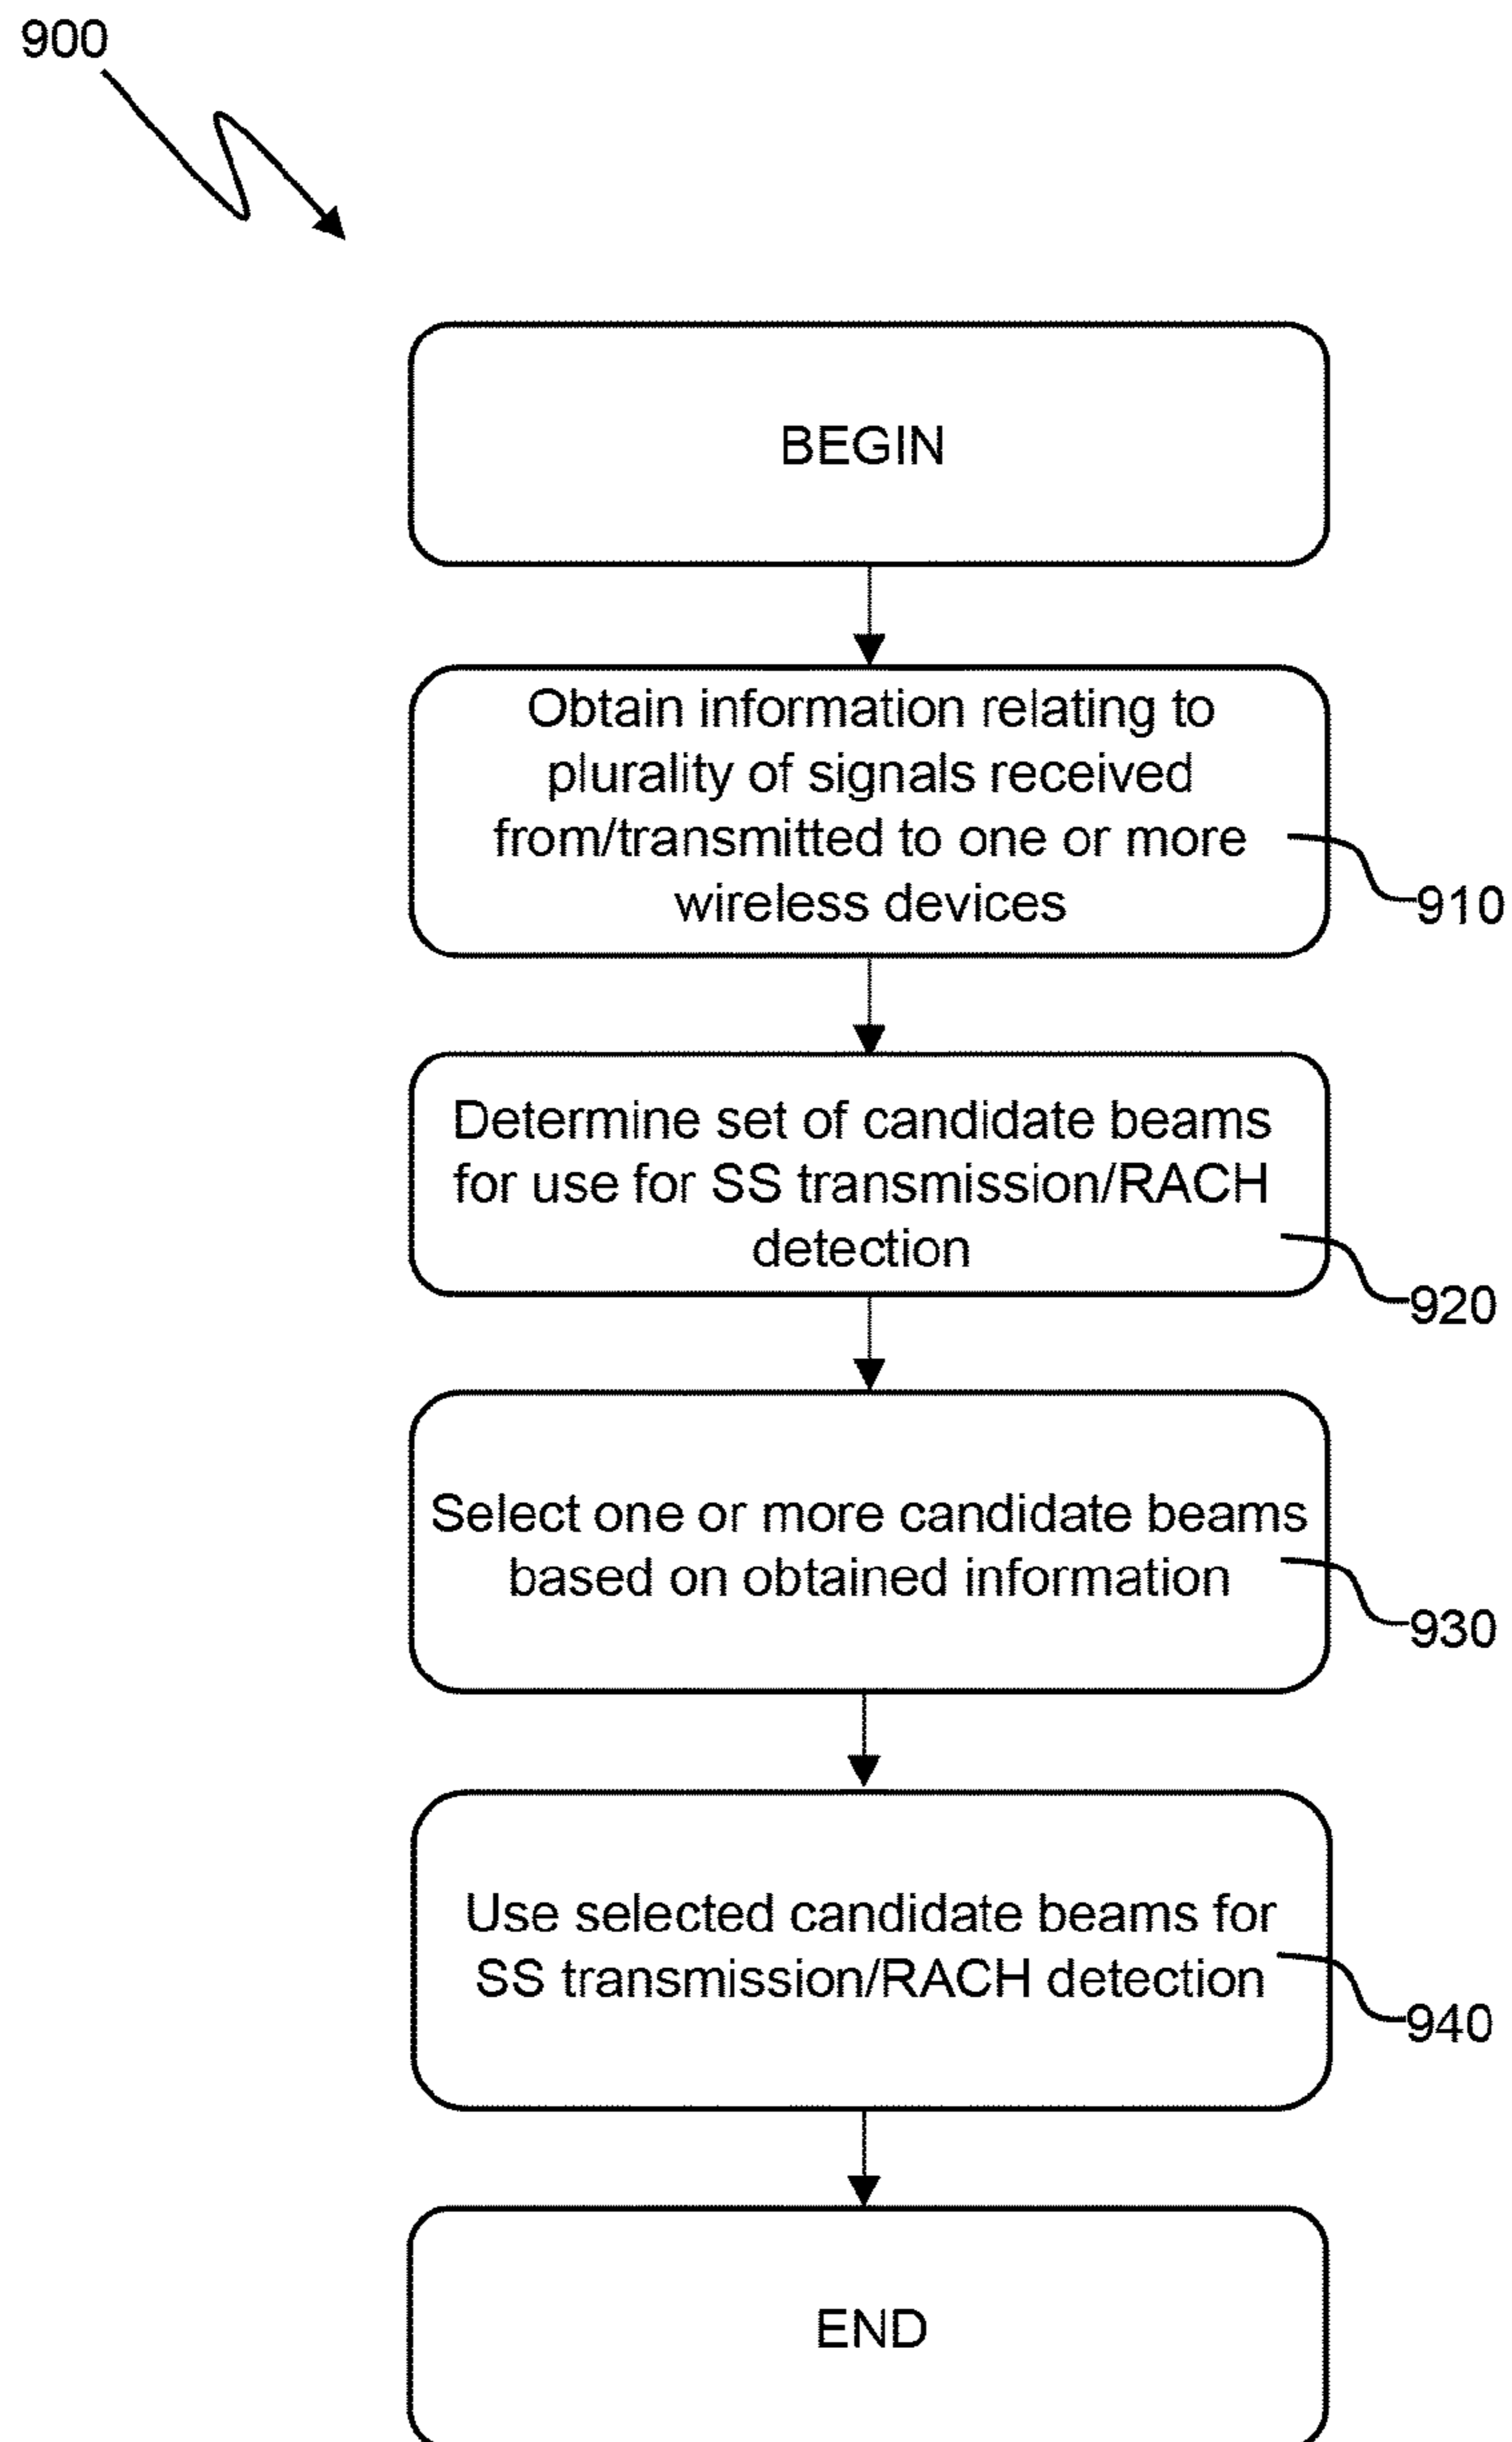 900
BEGIN
Obtain information relating to
plurality of signals received
from/transmitted to one or more
wireless devices
910
Determine set of candidate beams
for use for SS transmission/RACH
detection
920
Select one or more candidate beams
based on obtained information
930
Use selected candidate beams for
SS transmission/RACH detection
940
END